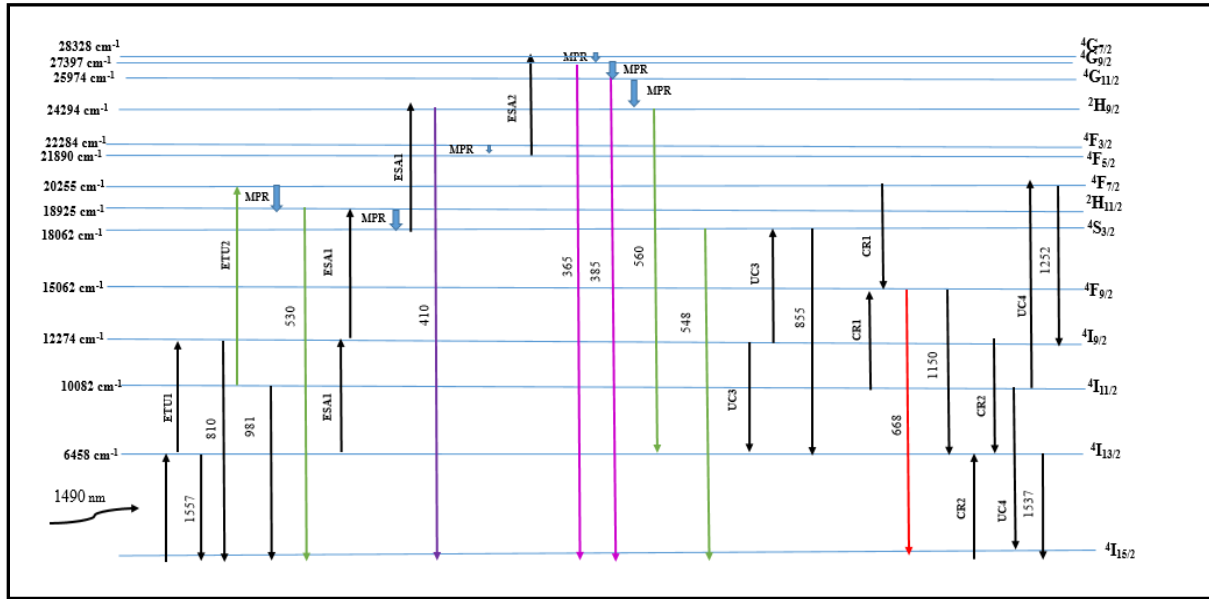 28328 cm-1
27397 cm-1
25974 cm-1
24294 cm-1
22284 cm-1
21890 cm-1
20255 cm-1
18925 cm-1
18062 cm-1
15062 cm-1
12274 cm-1
10082 cm-1
6458 cm-1
1490 nm
ETU1
1557
810
ETU2
981
MPR
530
ESA1
ESA1
MPR
ESA1
410
MPR
ESA2
MPR
365
385
MPR
MPR
560
548
UC3
UC3
855
CR1
CR1
668
1150
CR2
CR2
UC4
UC4
1537
1252
4G7/2
4G9/2
4G11/2
2H9/2
4F3/2
4F5/2
4F7/2
2H11/2
4S3/2
4F9/2
4I9/2
4I11/2
4I13/2
4I15/2